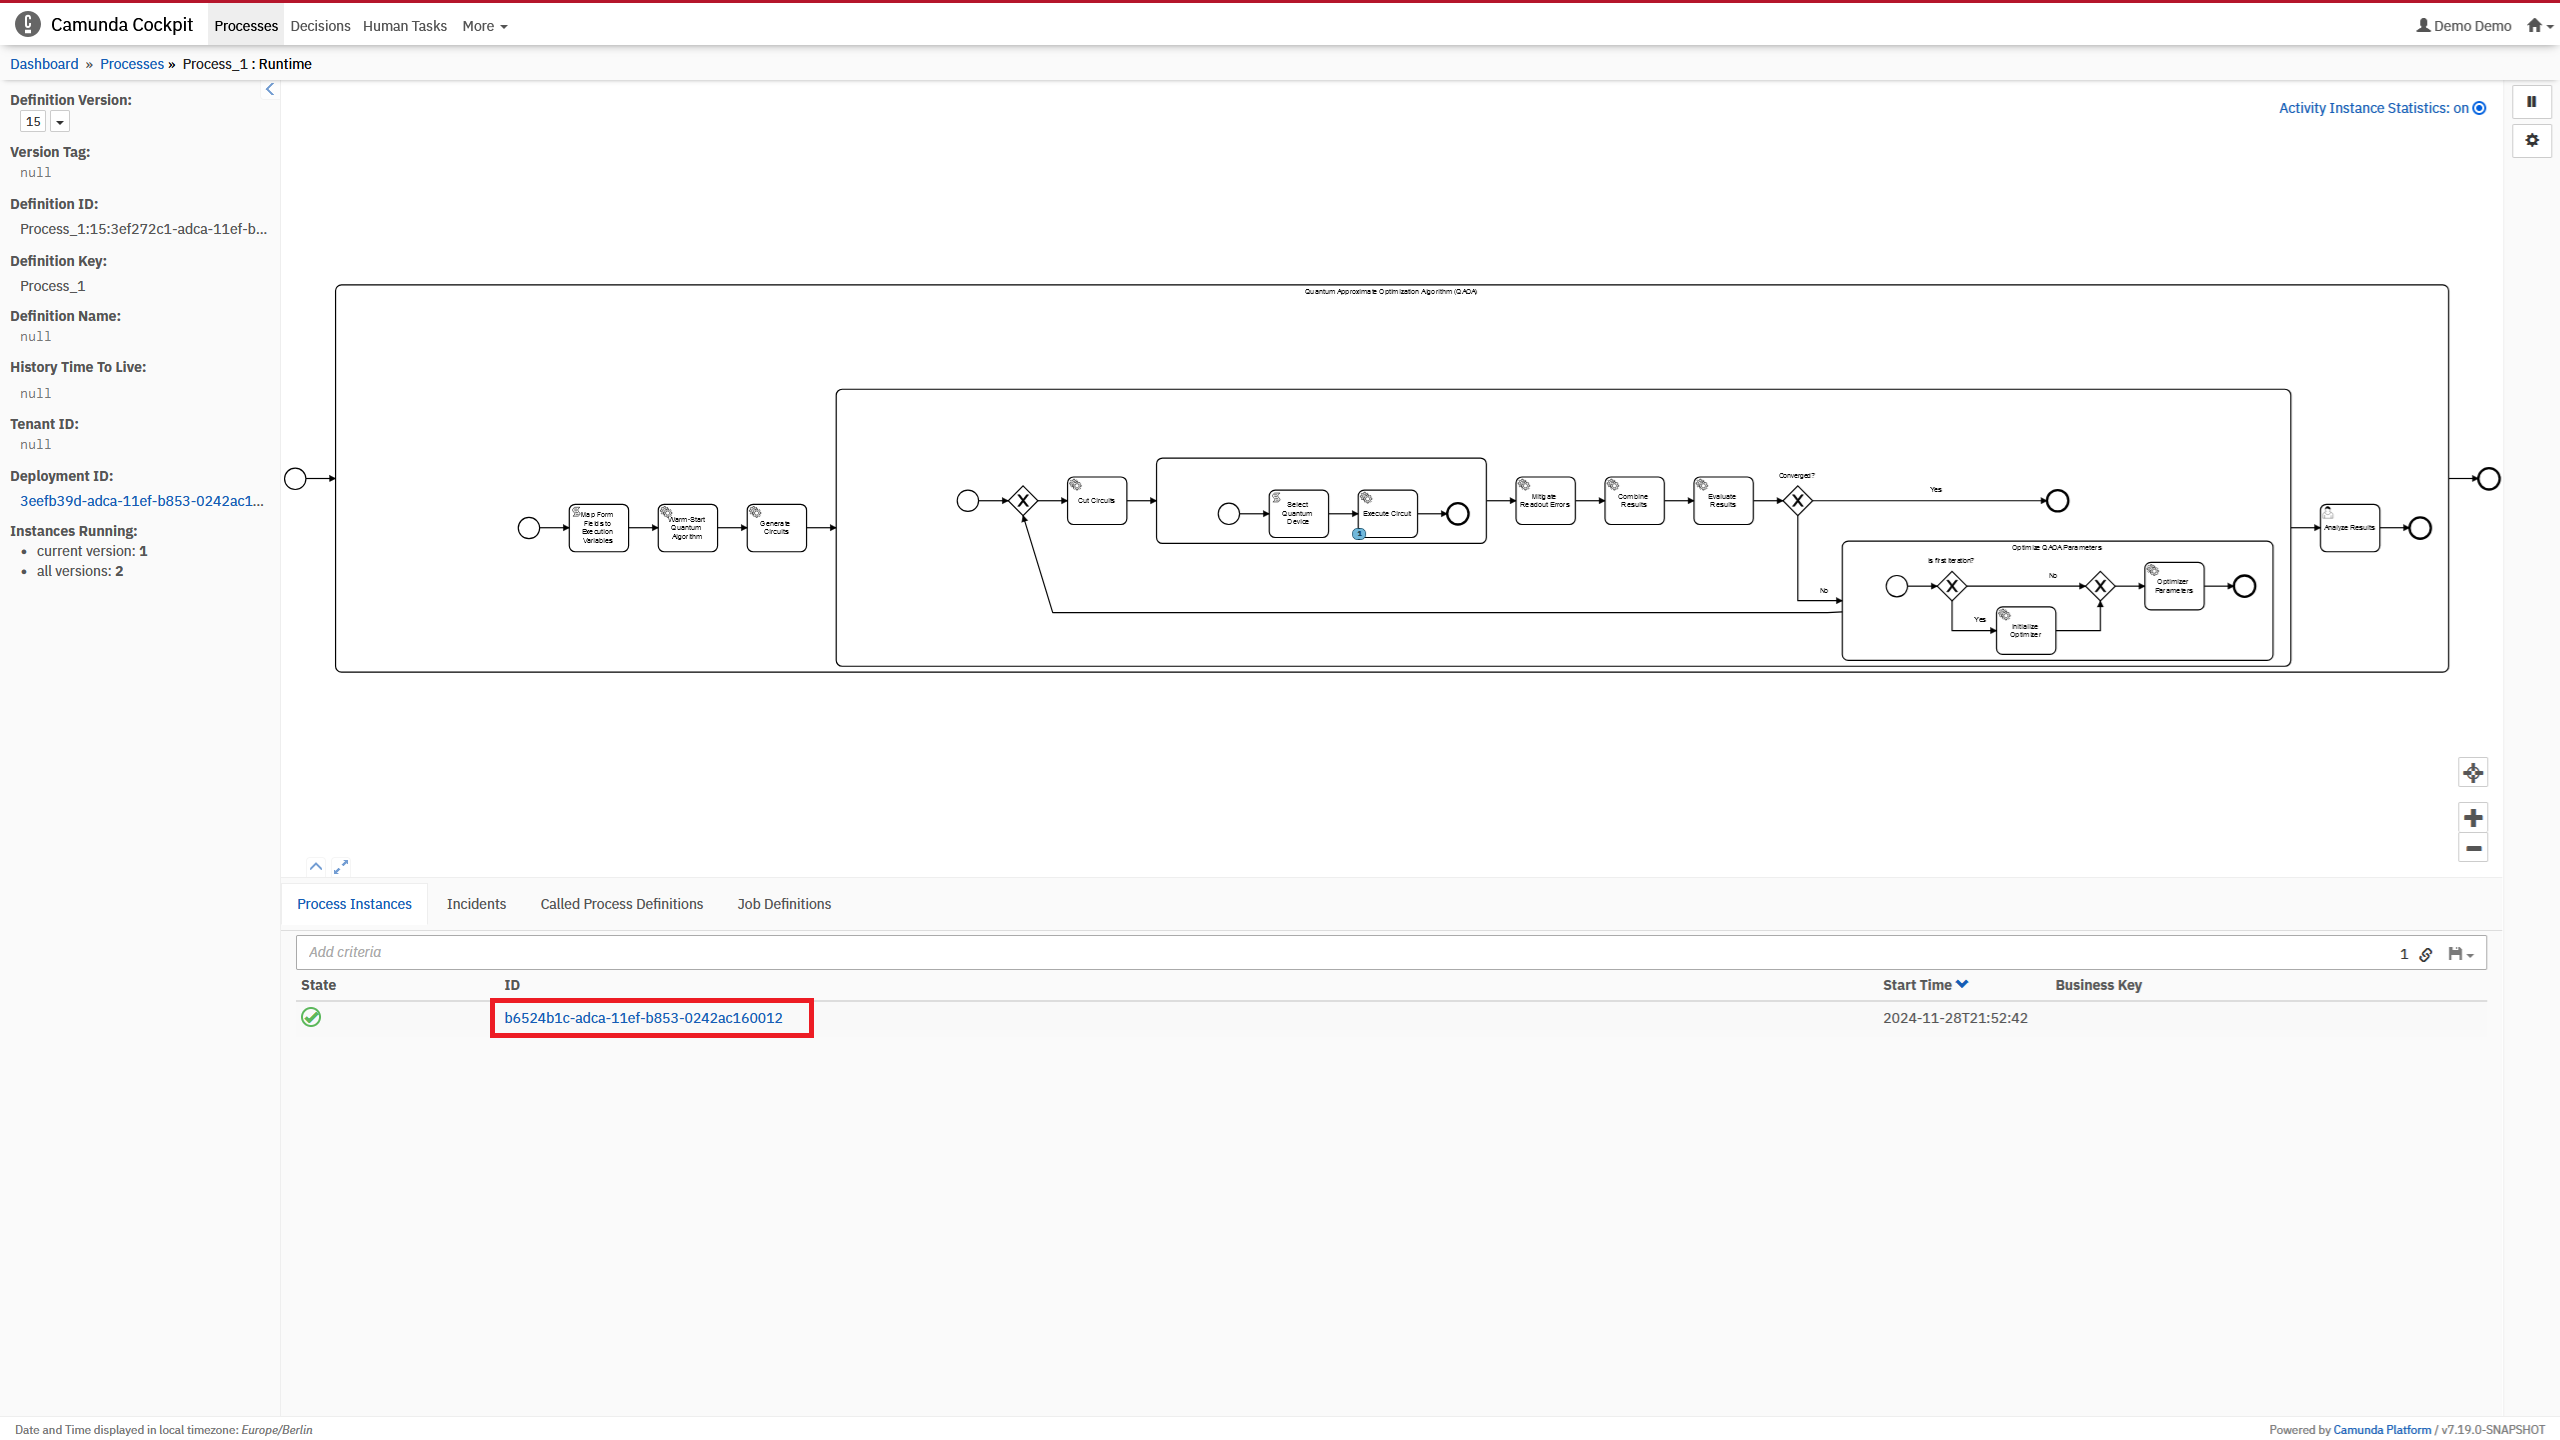 Camunda Cockpit Processes Decisions Human Tasks More Demo Demo
Dashboard » Processes » Process_1 : Runtime
Definition Version:
15
Version Tag:
null
Definition ID:
Process_1:15:3ef272c1-adca-11ef-b...
Definition Key:
Process_1
Definition Name:
null
History Time To Live:
null
Tenant ID:
null
Deployment ID:
3eefb39d-adca-11ef-b853-0242ac1...
Instances Running:
current version: 1
all versions: 2
Activity Instance Statistics: on
Quantum Approximate Optimization Algorithm (QAOA)
Map Form
Fields to
Execution
Variables
Warm-Start
Quantum
Algorithm
Generate
Circuits
Cut Circuits
Select
Quantum
Device
Execute Circuit
1
Mitigate
Readout Errors
Combine
Results
Evaluate
Results
Converged?
Yes
No
Optimize QAOA Parameters
Is first iteration?
No
Yes
Initialize
Optimizer
Optimizer
Parameters
Analyze Results
Process Instances Incidents Called Process Definitions Job Definitions
Add criteria 1
State ID Start Time Business Key
b6524b1c-adca-11ef-b853-0242ac160012 2024-11-28T21:52:42
Date and Time displayed in local timezone: Europe/Berlin
Powered by Camunda Platform / v7.19.0-SNAPSHOT